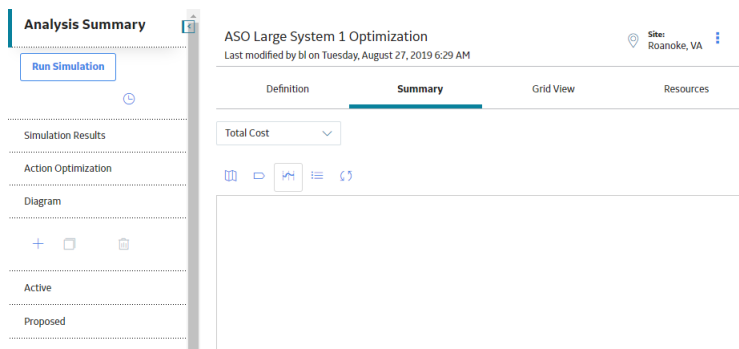 Analysis Summary
Run Simulation
Simulation Results
Action Optimization
Diagram
Active
Proposed
ASO Large System 1 Optimization
Last modified by bl on Tuesday, August 27, 2019 6:29 AM
Site:
Roanoke, VA
Definition Summary Grid View Resources
Total Cost